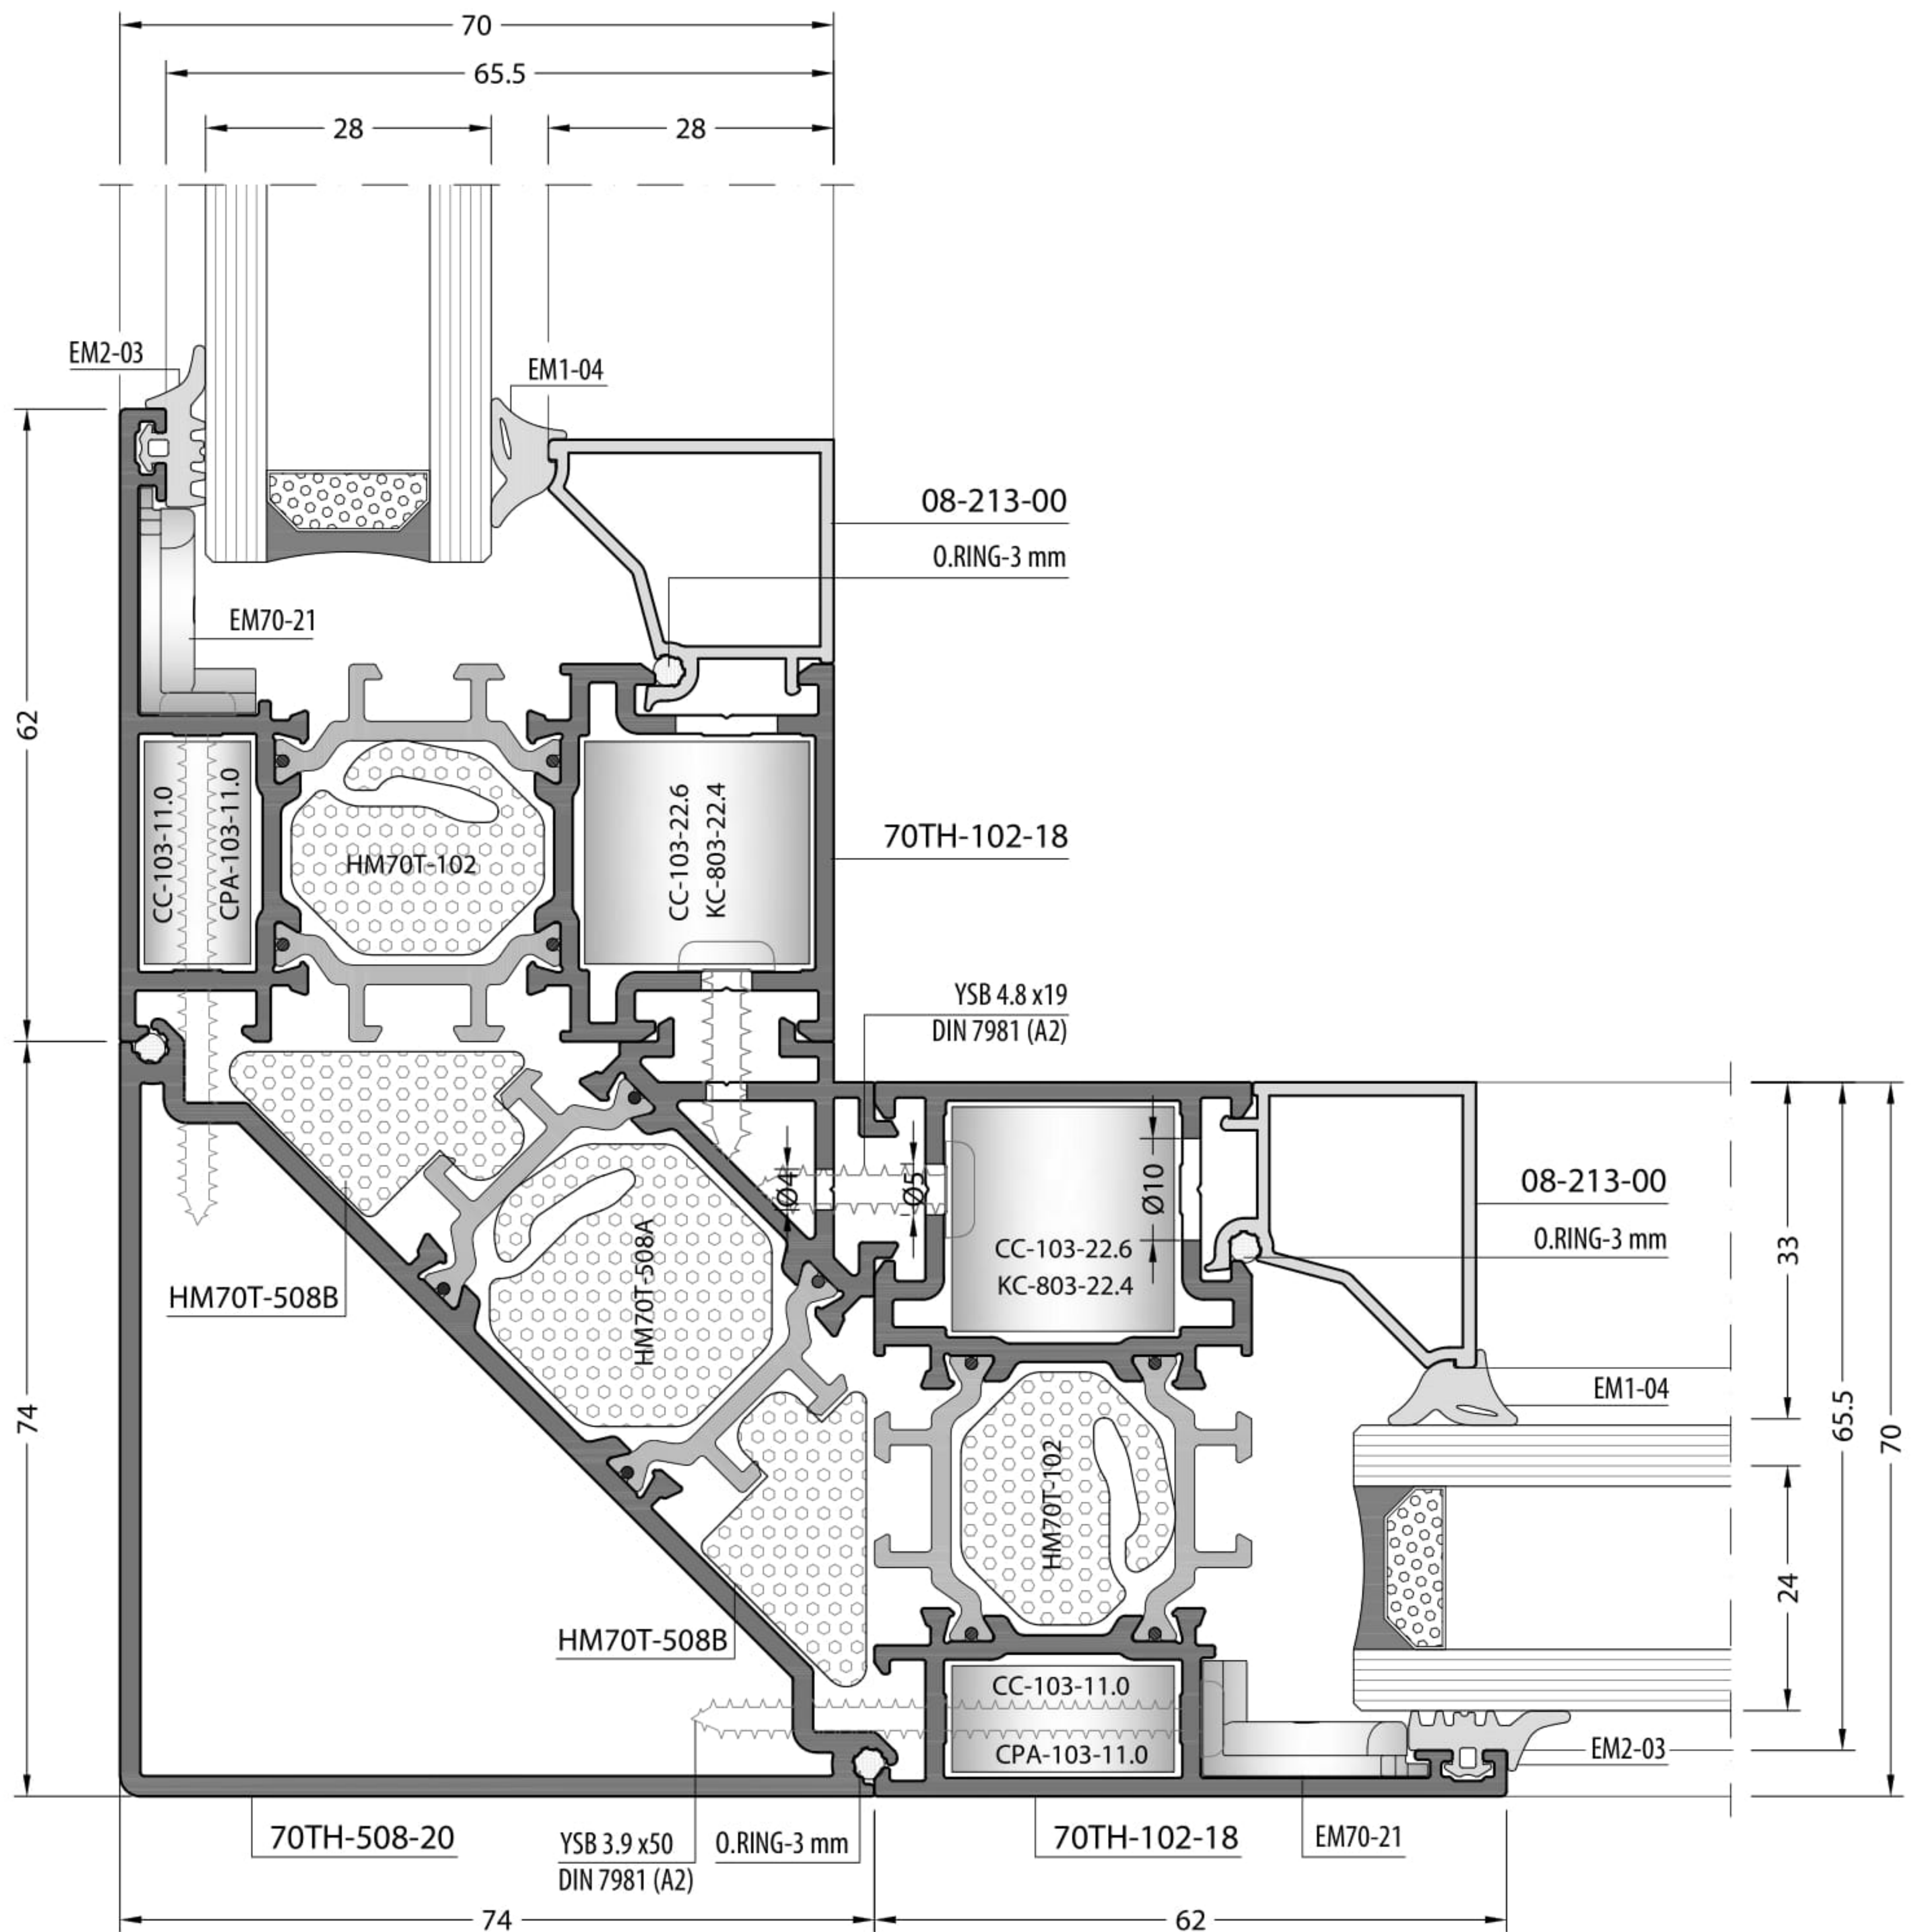 70
65.5
28
28
EM2-03
EM1-04
08-213-00
O.RING-3 mm
EM70-21
62
CC-103-11.0
CPA-103-11.0
HM70T-102
CC-103-22.6
KC-803-22.4
70TH-102-18
YSB 4.8 x19
DIN 7981 (A2)
Ø4
Ø5
Ø10
08-213-00
O.RING-3 mm
CC-103-22.6
KC-803-22.4
33
HM70T-508A
HM70T-508B
EM1-04
65.5
70
74
HM70T-102
24
HM70T-508B
CC-103-11.0
CPA-103-11.0
EM2-03
70TH-508-20
YSB 3.9 x50
DIN 7981 (A2)
O.RING-3 mm
70TH-102-18
EM70-21
74
62